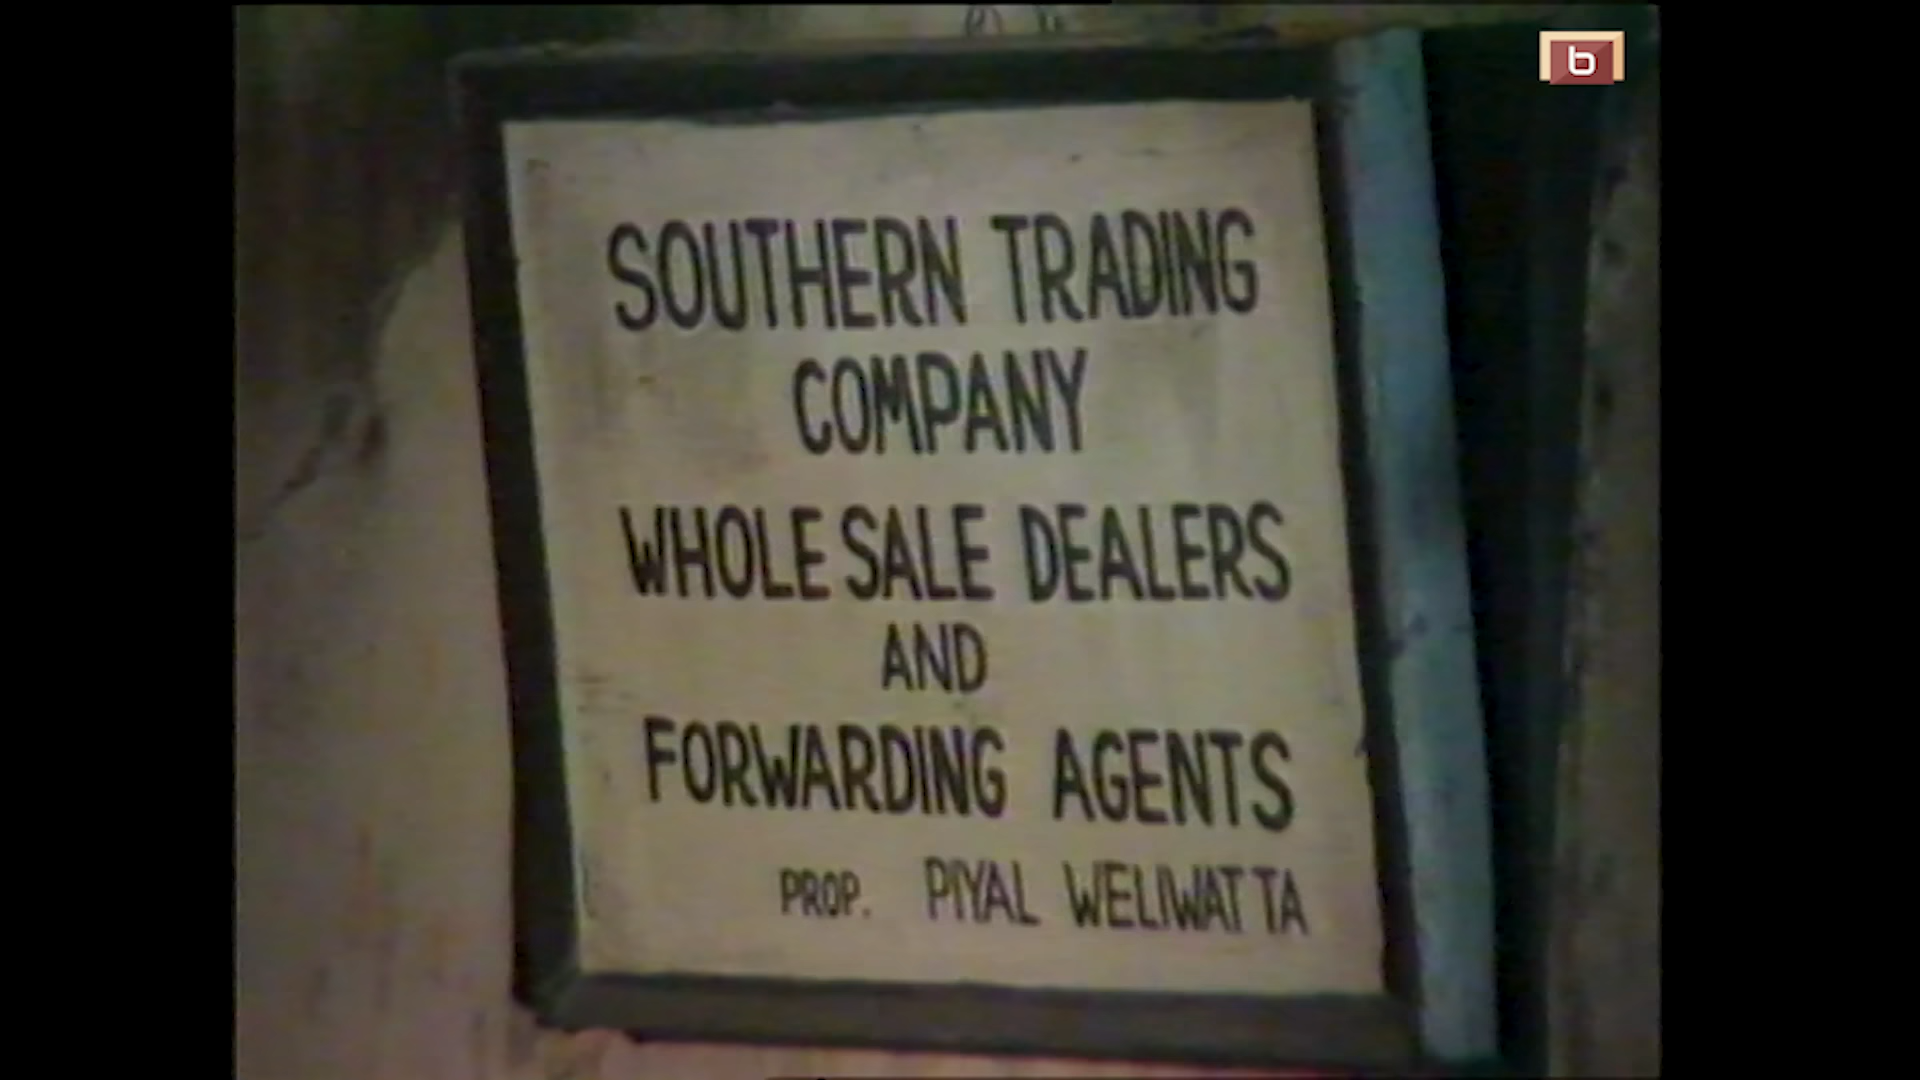 b
SOUTHERN TRADING
COMPANY
WHOLE SALE DEALERS
AND
FORWARDING AGENTS
PROP. PIYAL WELIWATTA